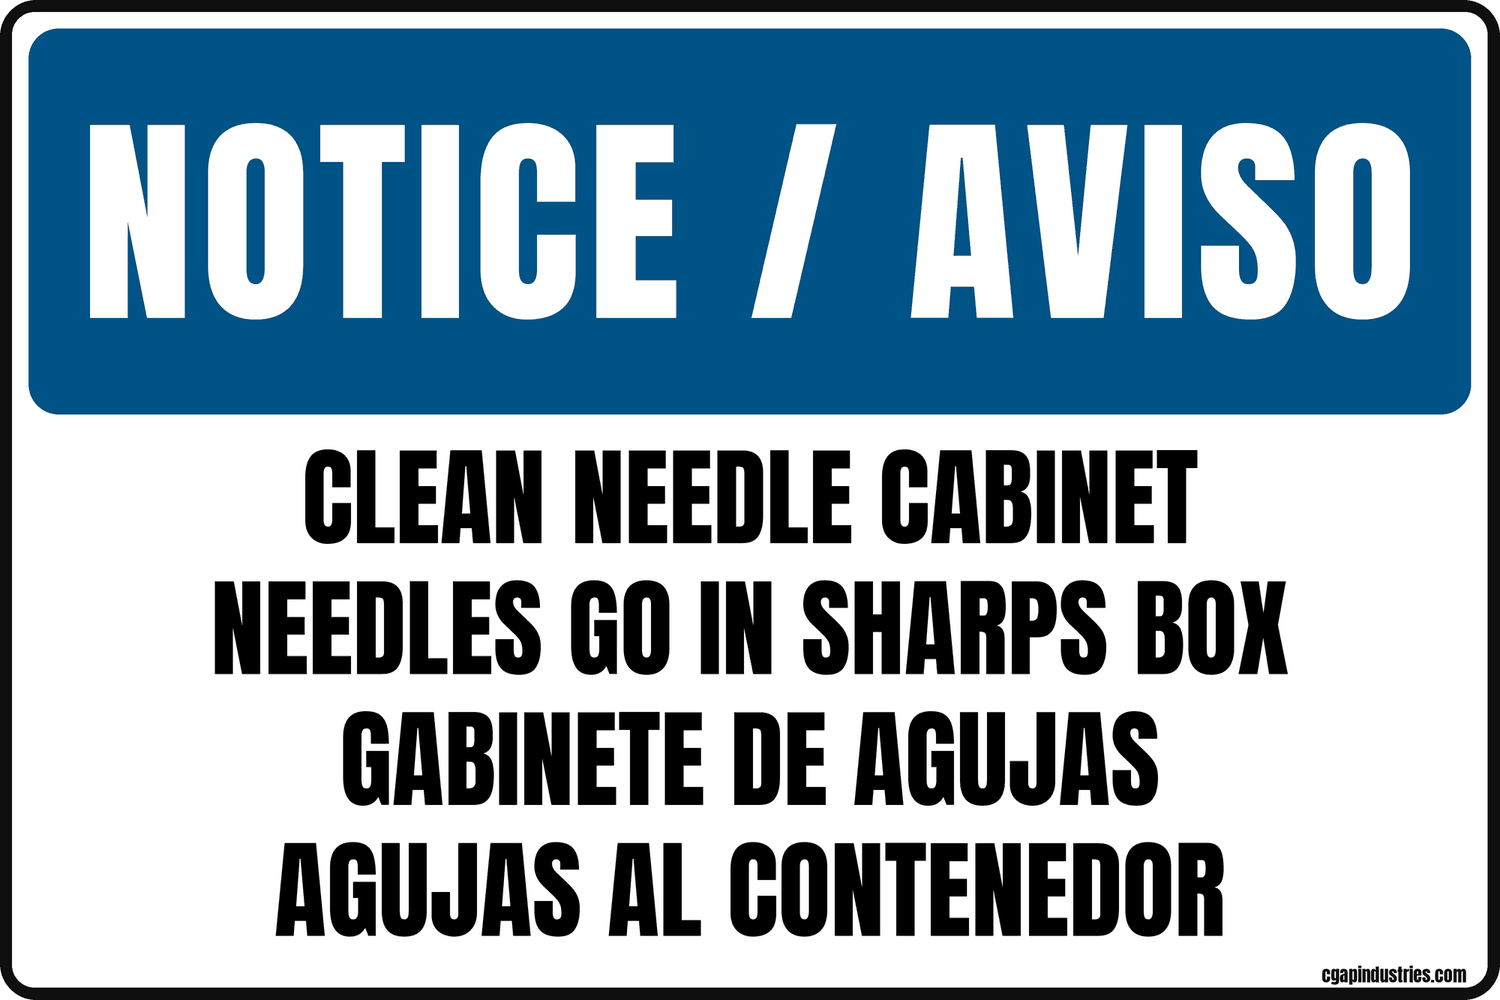 NOTICE / AVISO
CLEAN NEEDLE CABINET
NEEDLES GO IN SHARPS BOX
GABINETE DE AGUJAS
AGUJAS AL CONTENEDOR
cgapindustries.com